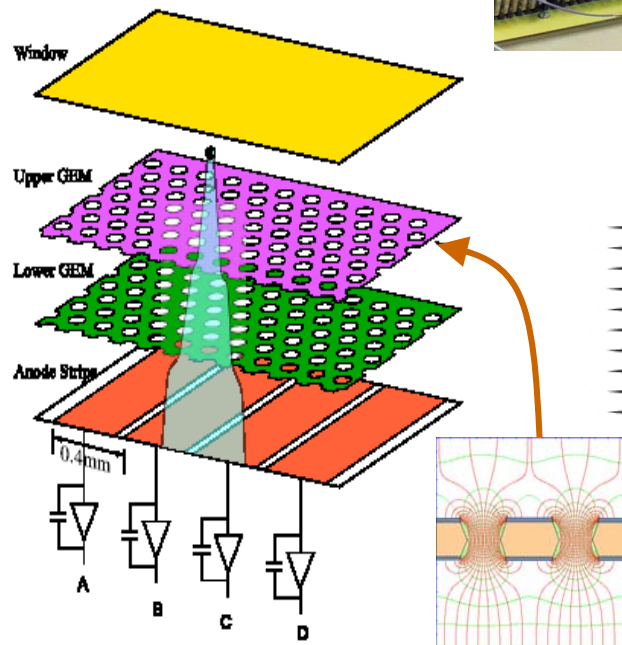 Window
Upper GEM
Lower GEM
Anode Strips
0.4mm
A
B
C
D